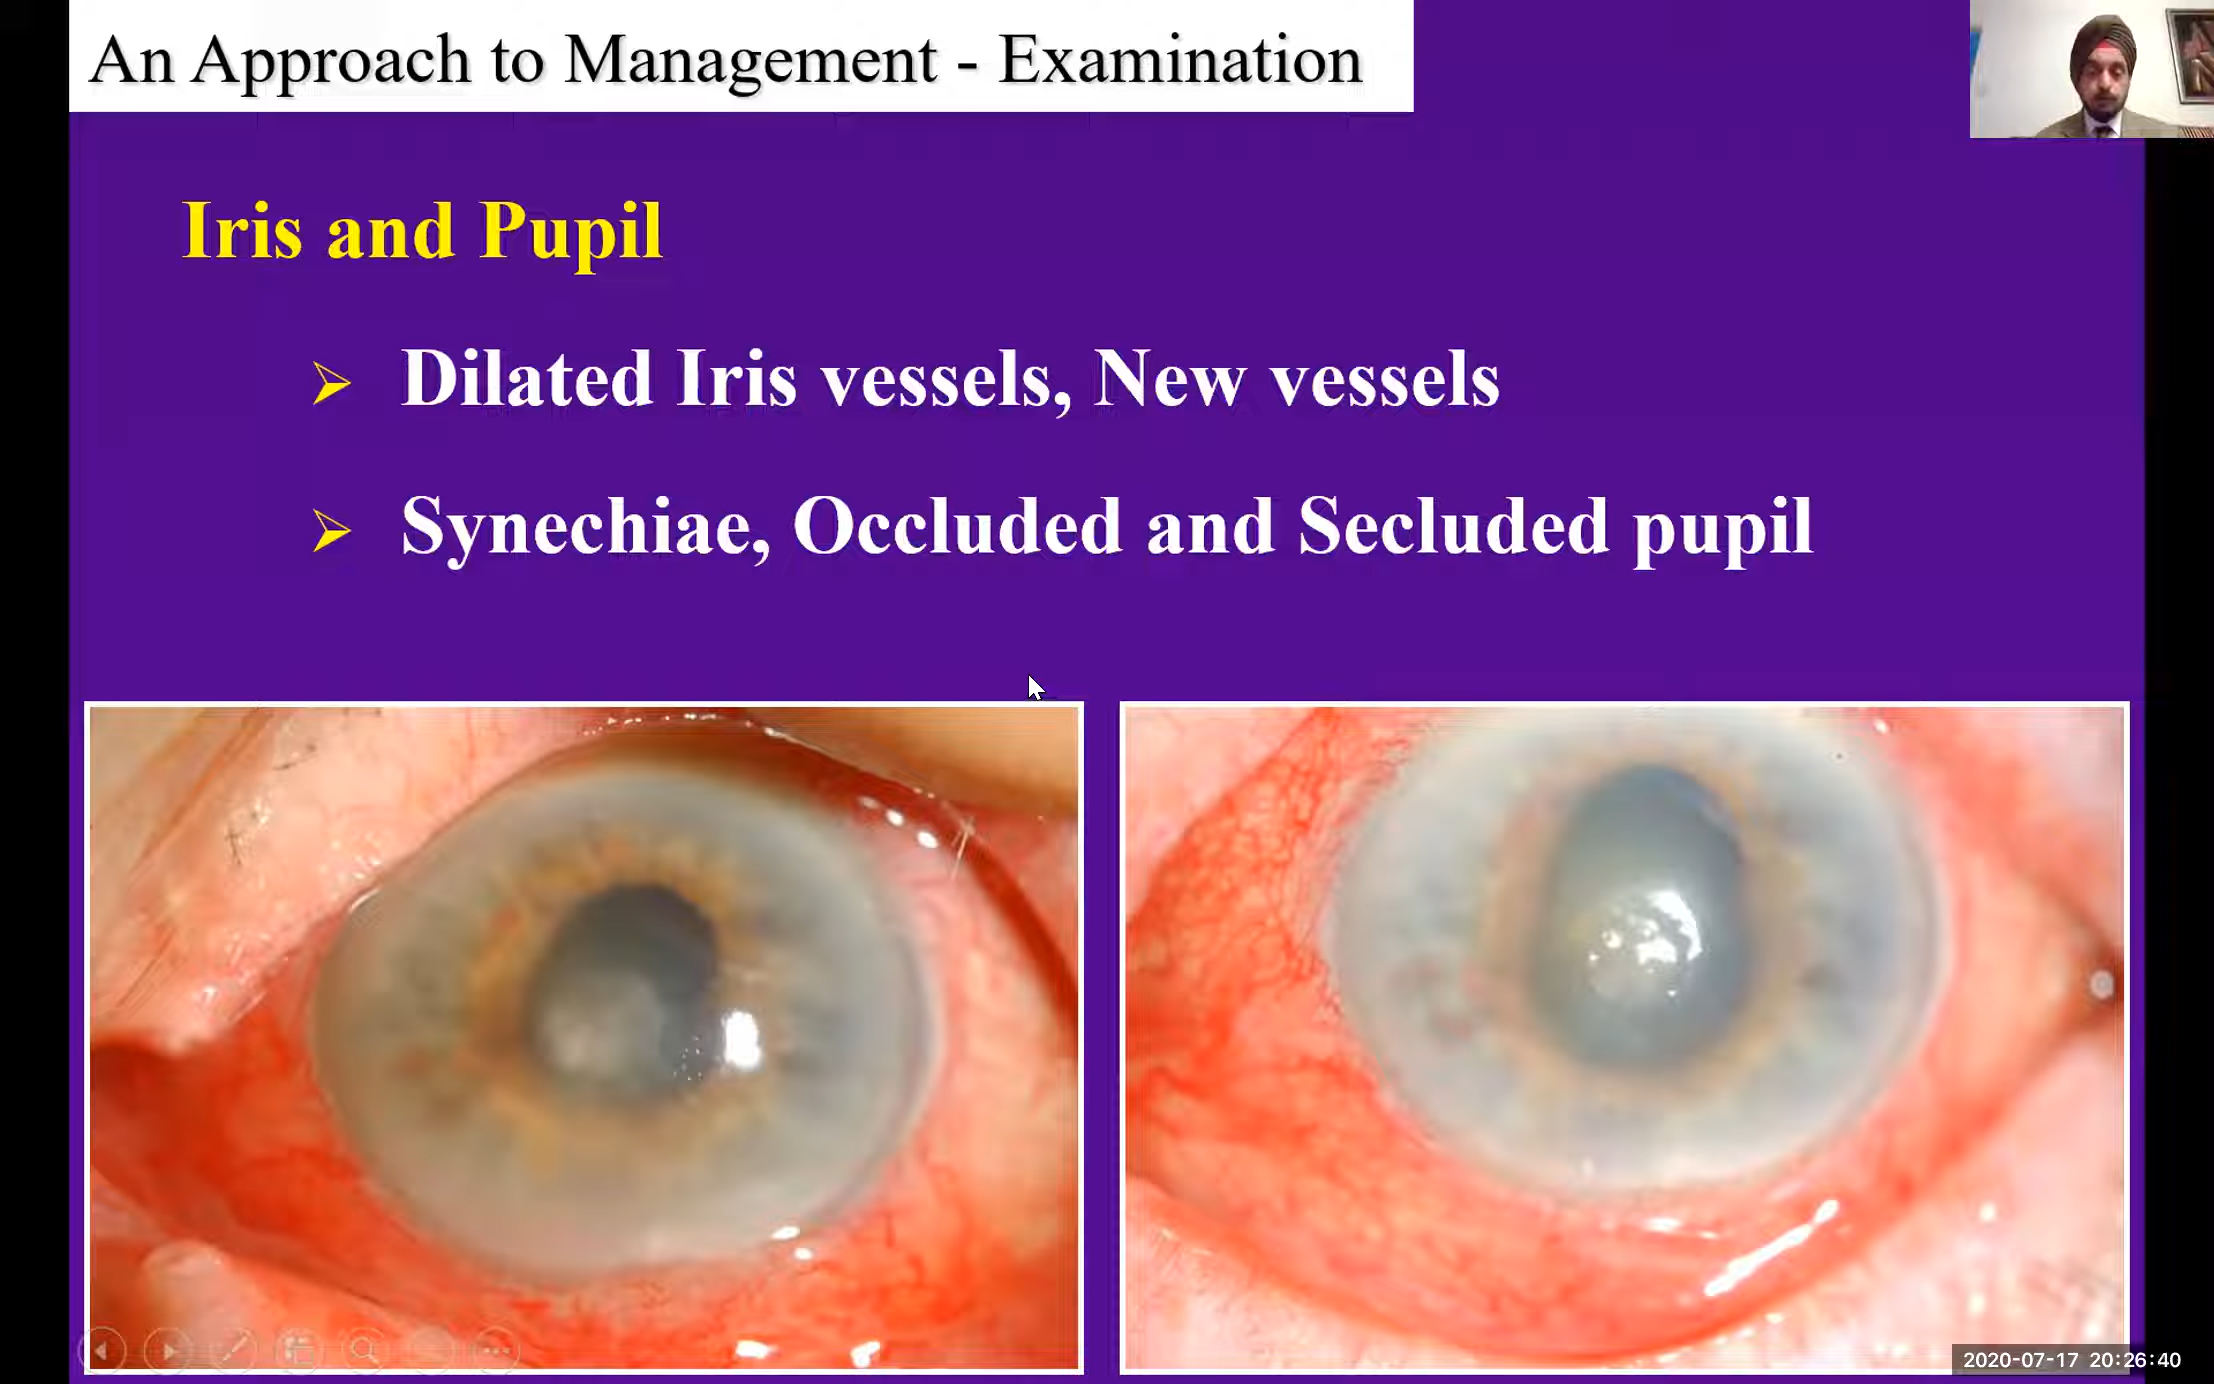 An Approach to Management - Examination
Iris and Pupil
Dilated Iris vessels, New vessels
Synechiae, Occluded and Secluded pupil
2020-07-17 20:26:40